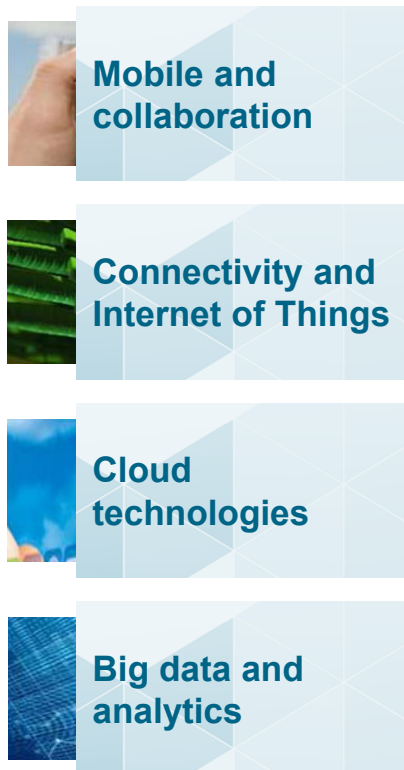 Mobile and
collaboration
Connectivity and
Internet of Things
Cloud
technologies
Big data and
analytics